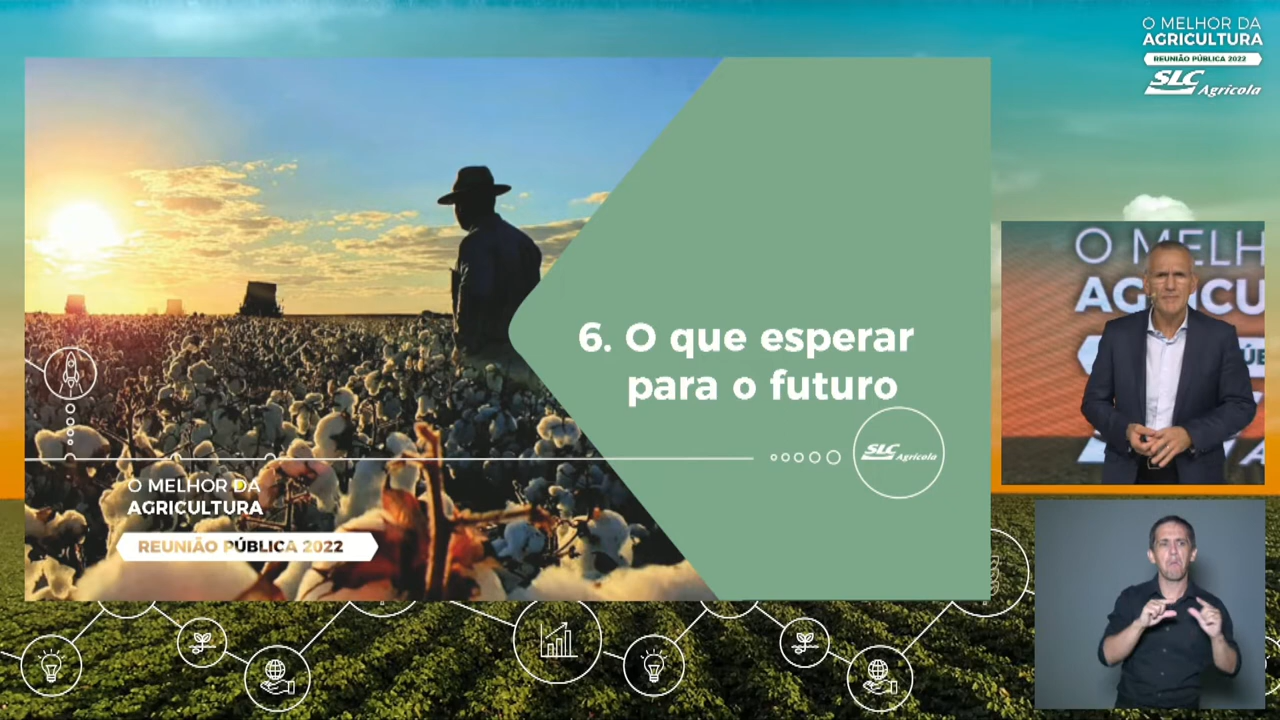 O MELHOR DA
AGRICULTURA
REUNIÃO PÚBLICA 2022
SLC Agrícola
6. O que esperar
para o futuro
SLC Agrícola
O MELHOR DA
AGRICULTURA
REUNIÃO PÚBLICA 2022
O MELH